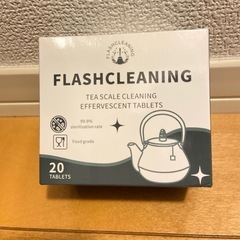 FLASHCLEANING
FLASHCLEANING
TEA SCALE CLEANING
EFFERVESCENT TABLETS
99.9%
sterilization rate
Food grade
20
TABLETS